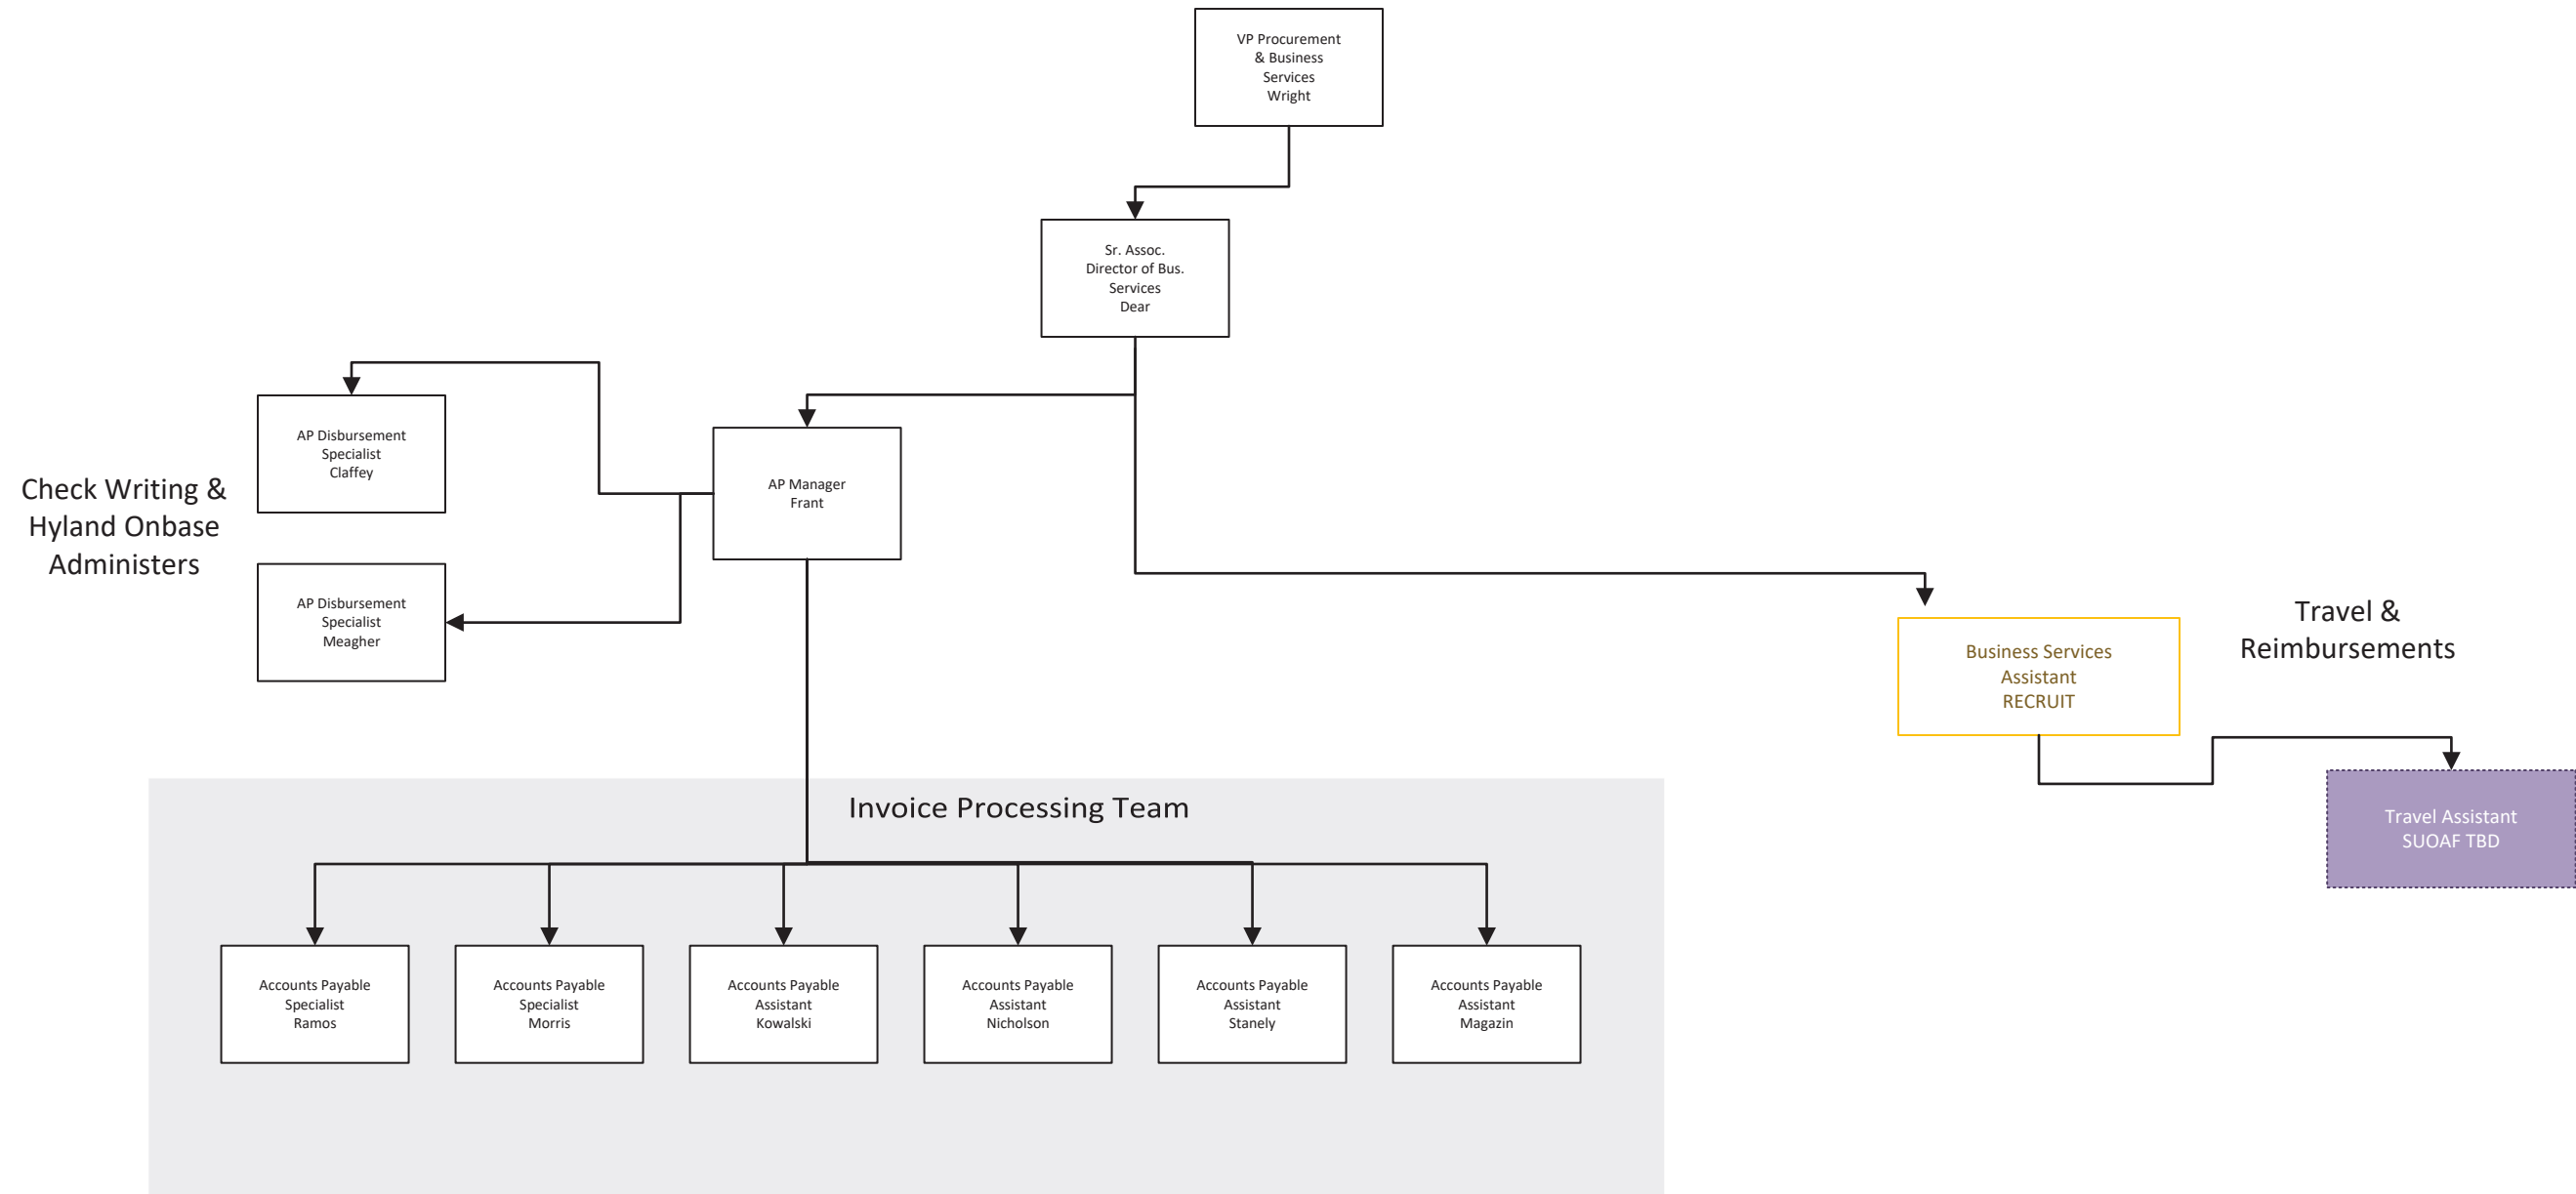 VP Procurement
& Business
Services
Wright
Sr. Assoc.
Director of Bus.
Services
Dear
AP Disbursement
Specialist
Claffey
AP Manager
Frant
Check Writing &
Hyland Onbase
Administers
AP Disbursement
Specialist
Meagher
Business Services
Assistant
RECRUIT
Travel &
Reimbursements
Travel Assistant
SUOAF TBD
Invoice Processing Team
Accounts Payable
Specialist
Ramos
Accounts Payable
Specialist
Morris
Accounts Payable
Assistant
Kowalski
Accounts Payable
Assistant
Nicholson
Accounts Payable
Assistant
Stanely
Accounts Payable
Assistant
Magazin